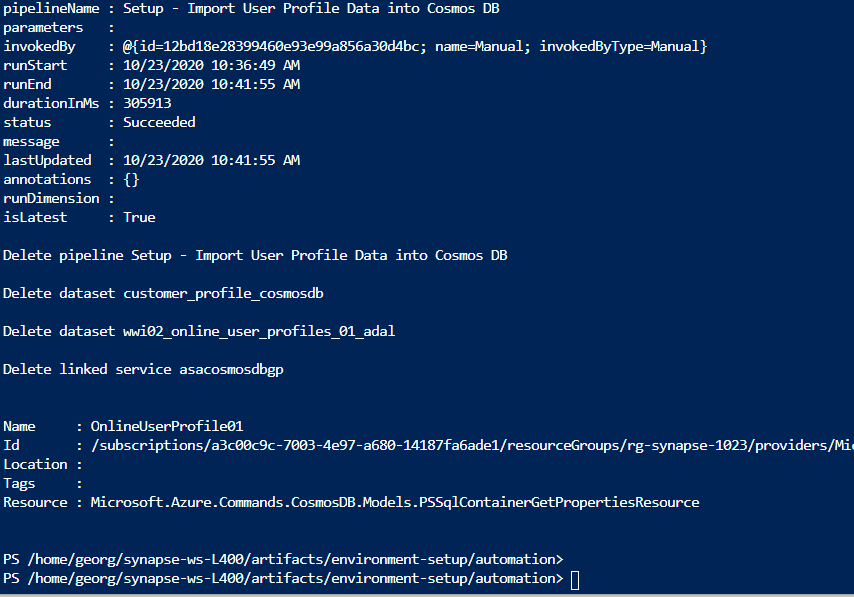 pipelineName : Setup - Import User Profile Data into Cosmos DB
parameters   :
invokedBy    : @{id=12bd18e28399460e93e99a856a30d4bc; name=Manual; invokedByType=Manual}
runStart     : 10/23/2020 10:36:49 AM
runEnd       : 10/23/2020 10:41:55 AM
durationInMs : 305913
status       : Succeeded
message      :
lastUpdated  : 10/23/2020 10:41:55 AM
annotations  : {}
runDimension :
isLatest     : True
Delete pipeline Setup - Import User Profile Data into Cosmos DB
Delete dataset customer_profile_cosmosdb
Delete dataset wwi02_online_user_profiles_01_adal
Delete linked service asacosmosdbgp
Name     : OnlineUserProfile01
Id       : /subscriptions/a3c00c9c-7003-4e97-a680-14187fa6ade1/resourceGroups/rg-synapse-1023/providers/Mic
Location :
Tags     :
Resource : Microsoft.Azure.Commands.CosmosDB.Models.PSSqlContainerGetPropertiesResource
PS /home/georg/synapse-ws-L400/artifacts/environment-setup/automation>
PS /home/georg/synapse-ws-L400/artifacts/environment-setup/automation>